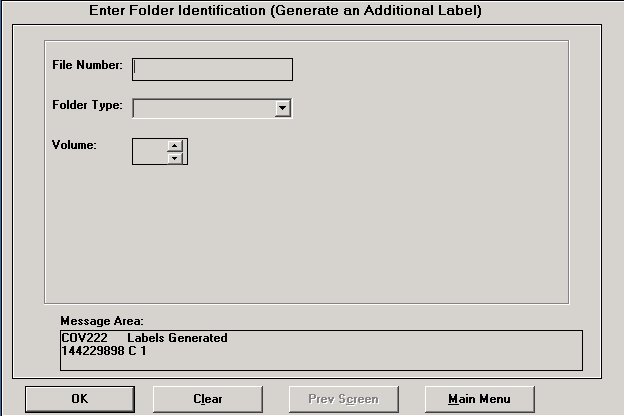 Enter Folder Identification (Generate an Additional Label)
File Number:
Folder Type:
Volume:
Message Area:
COV222 Labels Generated
144229898 C 1
OK Clear Prev Screen Main Menu